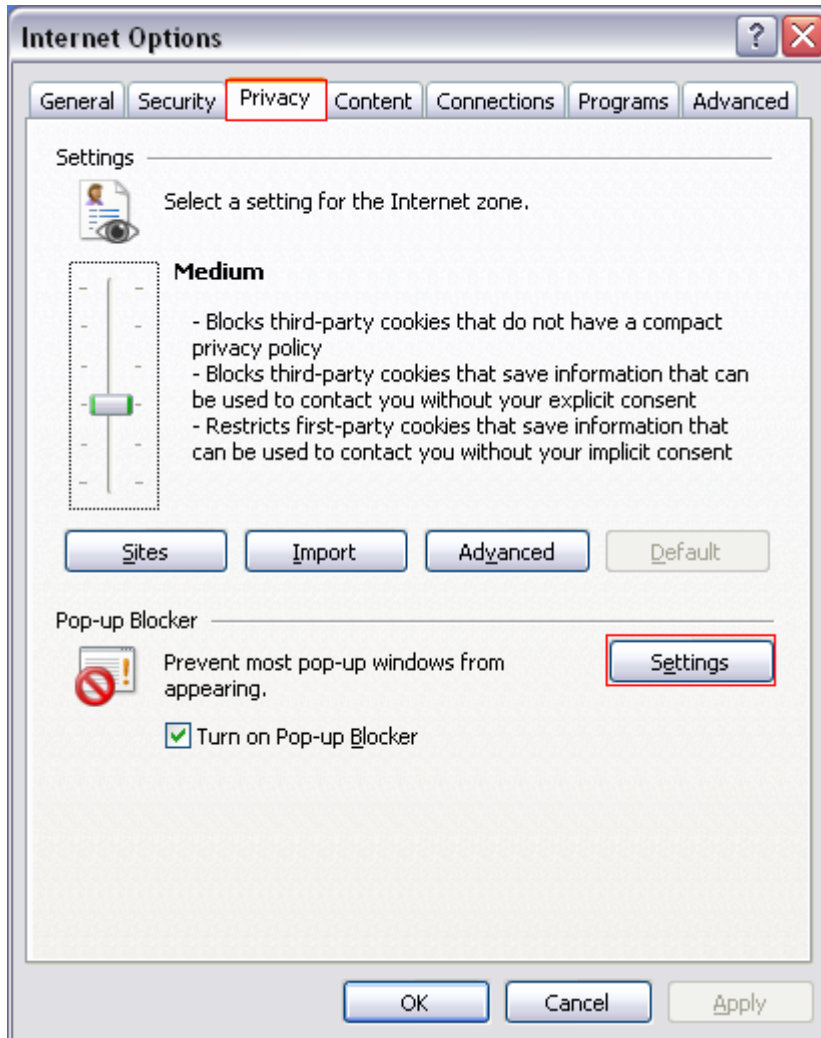 Internet Options
General Security Privacy Content Connections Programs Advanced
Settings
Select a setting for the Internet zone.
Medium
- Blocks third-party cookies that do not have a compact
privacy policy
- Blocks third-party cookies that save information that can
be used to contact you without your explicit consent
- Restricts first-party cookies that save information that
can be used to contact you without your implicit consent
Sites Import Advanced Default
Pop-up Blocker
Prevent most pop-up windows from
appearing.
Settings
Turn on Pop-up Blocker
OK Cancel Apply